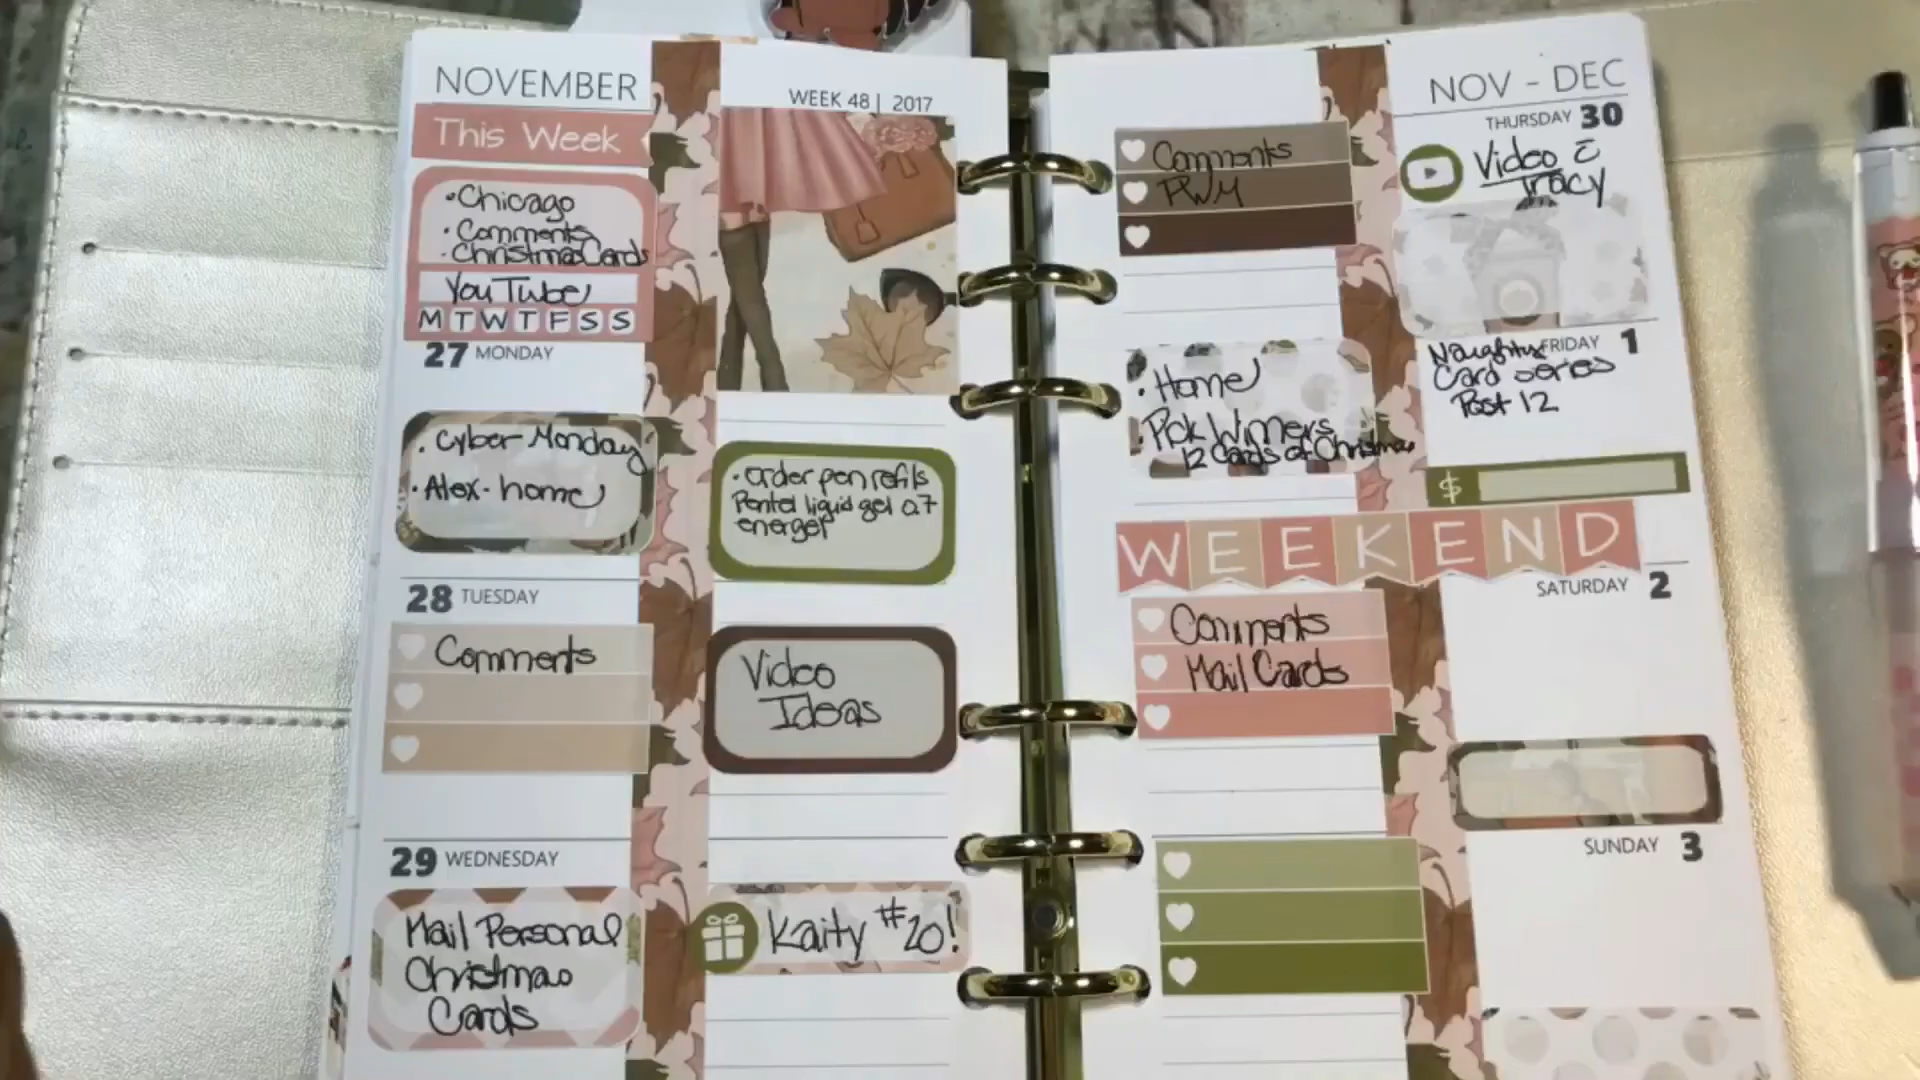 NOVEMBER
WEEK 48 | 2017
This Week
• Chicago
• Comments
• Christmas Cards
YouTube
M T W T F S S
27 MONDAY
• Cyber Monday
• Alex - home
• Order pen refils
Pentel liquid gel 0.7
energel
28 TUESDAY
Comments
Video
Ideas
29 WEDNESDAY
Mail Personal
Christmas
Cards
Kaity #20!
NOV - DEC
THURSDAY 30
Comments
PWM
Video c̄
Tracy
FRIDAY 1
• Home
• Pick Winners
12 Cards of Christmas
Naughty
Card series
Post 12
$
WEEKEND
SATURDAY 2
Comments
Mail Cards
SUNDAY 3